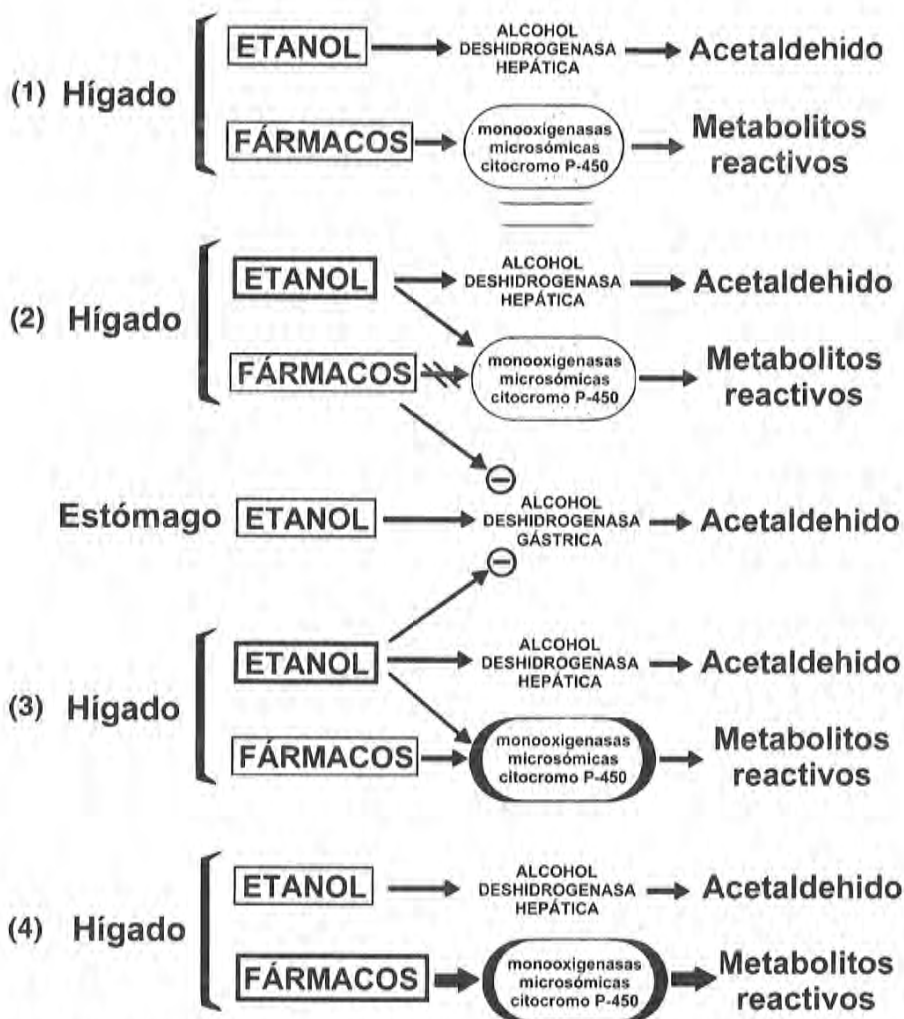 (1) Hígado
ETANOL
ALCOHOL
DESHIDROGENASA
HEPÁTICA
Acetaldehido
FÁRMACOS
monooxigenasas
microsómicas
citocromo P-450
Metabolitos
reactivos
(2) Hígado
ETANOL
ALCOHOL
DESHIDROGENASA
HEPÁTICA
Acetaldehido
FÁRMACOS
monooxigenasas
microsómicas
citocromo P-450
Metabolitos
reactivos
Estómago
ETANOL
ALCOHOL
DESHIDROGENASA
GÁSTRICA
Acetaldehido
(3) Hígado
ETANOL
ALCOHOL
DESHIDROGENASA
HEPÁTICA
Acetaldehido
FÁRMACOS
monooxigenasas
microsómicas
citocromo P-450
Metabolitos
reactivos
(4) Hígado
ETANOL
ALCOHOL
DESHIDROGENASA
HEPÁTICA
Acetaldehido
FÁRMACOS
monooxigenasas
microsómicas
citocromo P-450
Metabolitos
reactivos